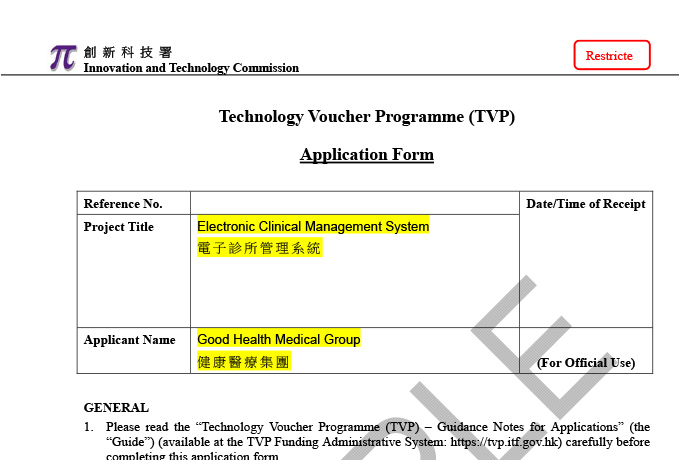 創新科技署
Innovation and Technology Commission
Restricte
Technology Voucher Programme (TVP)
Application Form
Reference No.
Date/Time of Receipt
Project Title
Electronic Clinical Management System
電子診所管理系統
Applicant Name
Good Health Medical Group
健康醫療集團
(For Official Use)
GENERAL
1. Please read the “Technology Voucher Programme (TVP) – Guidance Notes for Applications” (the
“Guide”) (available at the TVP Funding Administrative System: https://tvp.itf.gov.hk) carefully before
completing this application form